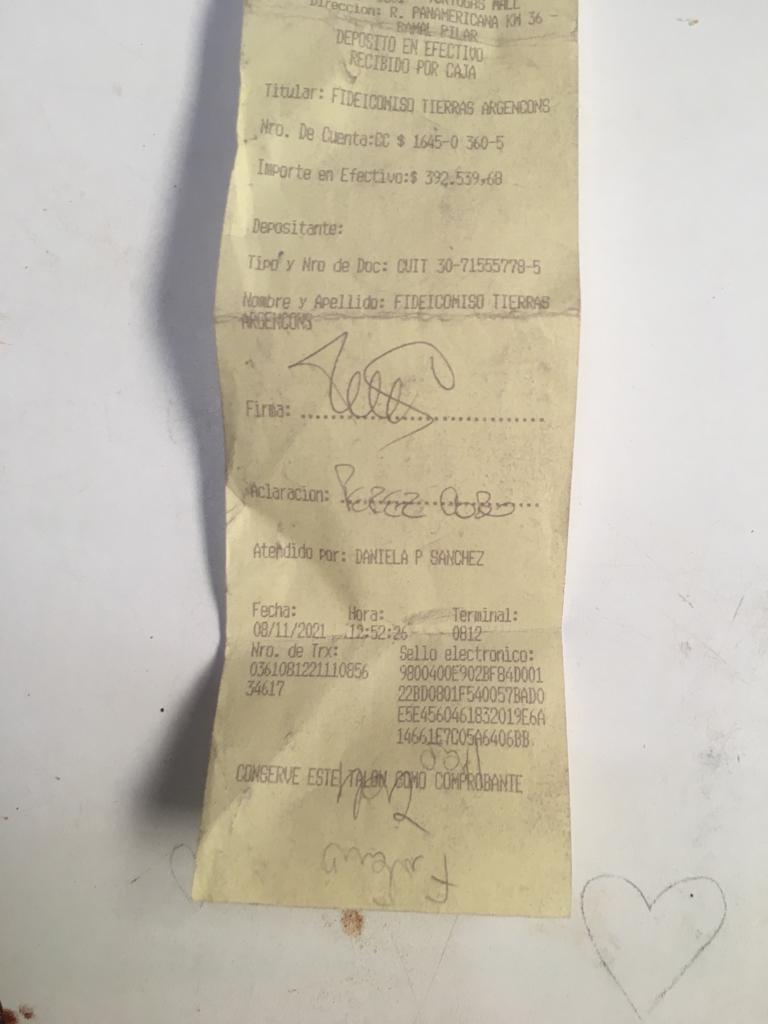 TORTUGAS MALL
Direccion: R. PANAMERICANA KM 36 -
RAMAL PILAR
DEPOSITO EN EFECTIVO
RECIBIDO POR CAJA
Titular: FIDEICOMISO TIERRAS ARGENCONS
Nro. De Cuenta:CC $ 1645-0 360-5
Importe en Efectivo:$ 392.539,68
Depositante:
Tipo y Nro de Doc: CUIT 30-71555778-5
Nombre y Apellido: FIDEICOMISO TIERRAS
ARGENCONS
Firma:
Aclaracion: PEREZ
Atendido por: DANIELA P SANCHEZ
Fecha: Hora: Terminal:
08/11/2021 12:52:26 0812
Nro. de Trx: Sello electronico:
0361081221110856 9800400E902BF84D001
34617 22BD0801F540057BAD0
E5E4560461832019E6A
14661E7C05A6406BB
CONSERVE ESTE TALON COMO COMPROBANTE